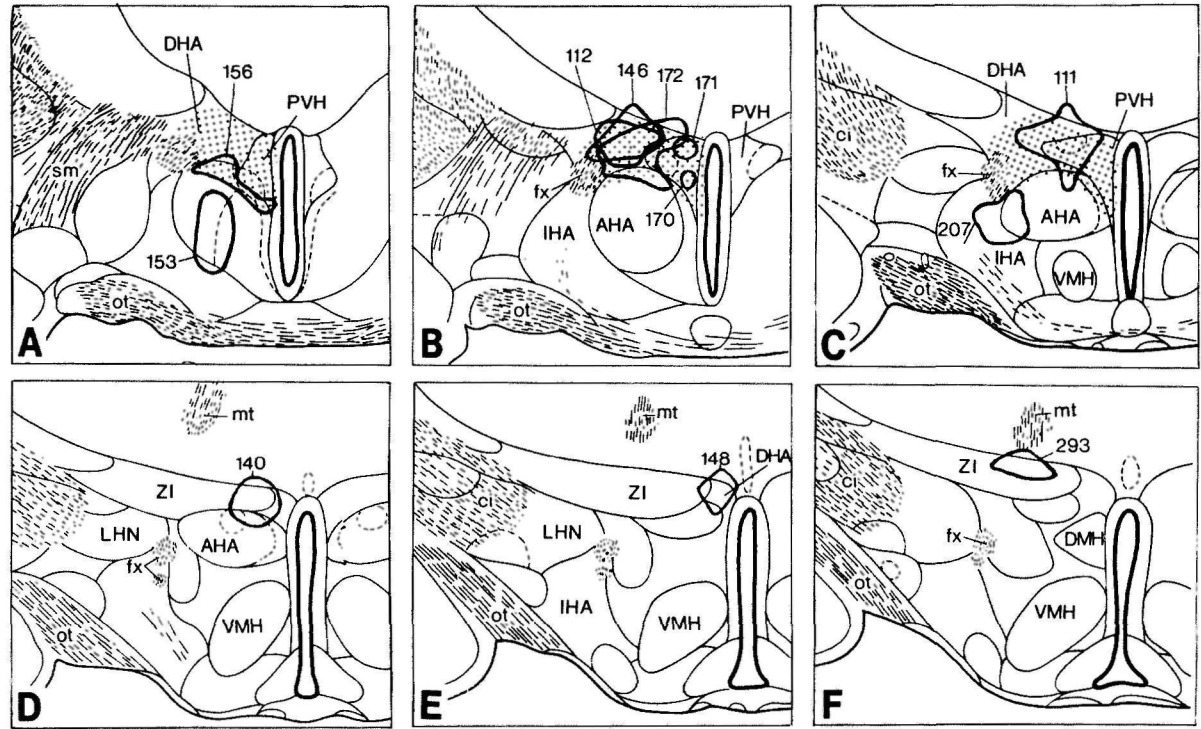 DHA
156
PVH
sm
153
ot
A
112
146
172
171
PVH
fx
170
IHA
AHA
ot
B
DHA
111
PVH
ci
fx
AHA
207
IHA
VMH
ot
C
mt
140
ZI
LHN
AHA
fx
VMH
ot
D
mt
148
DHA
ZI
ci
LHN
IHA
VMH
ot
E
mt
293
ZI
ci
fx
DMH
VMH
ot
F